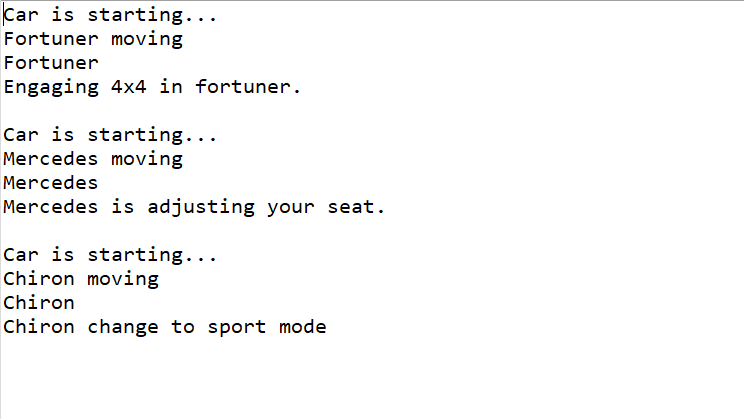 Car is starting...
Fortuner moving
Fortuner
Engaging 4x4 in fortuner.

Car is starting...
Mercedes moving
Mercedes
Mercedes is adjusting your seat.

Car is starting...
Chiron moving
Chiron
Chiron change to sport mode